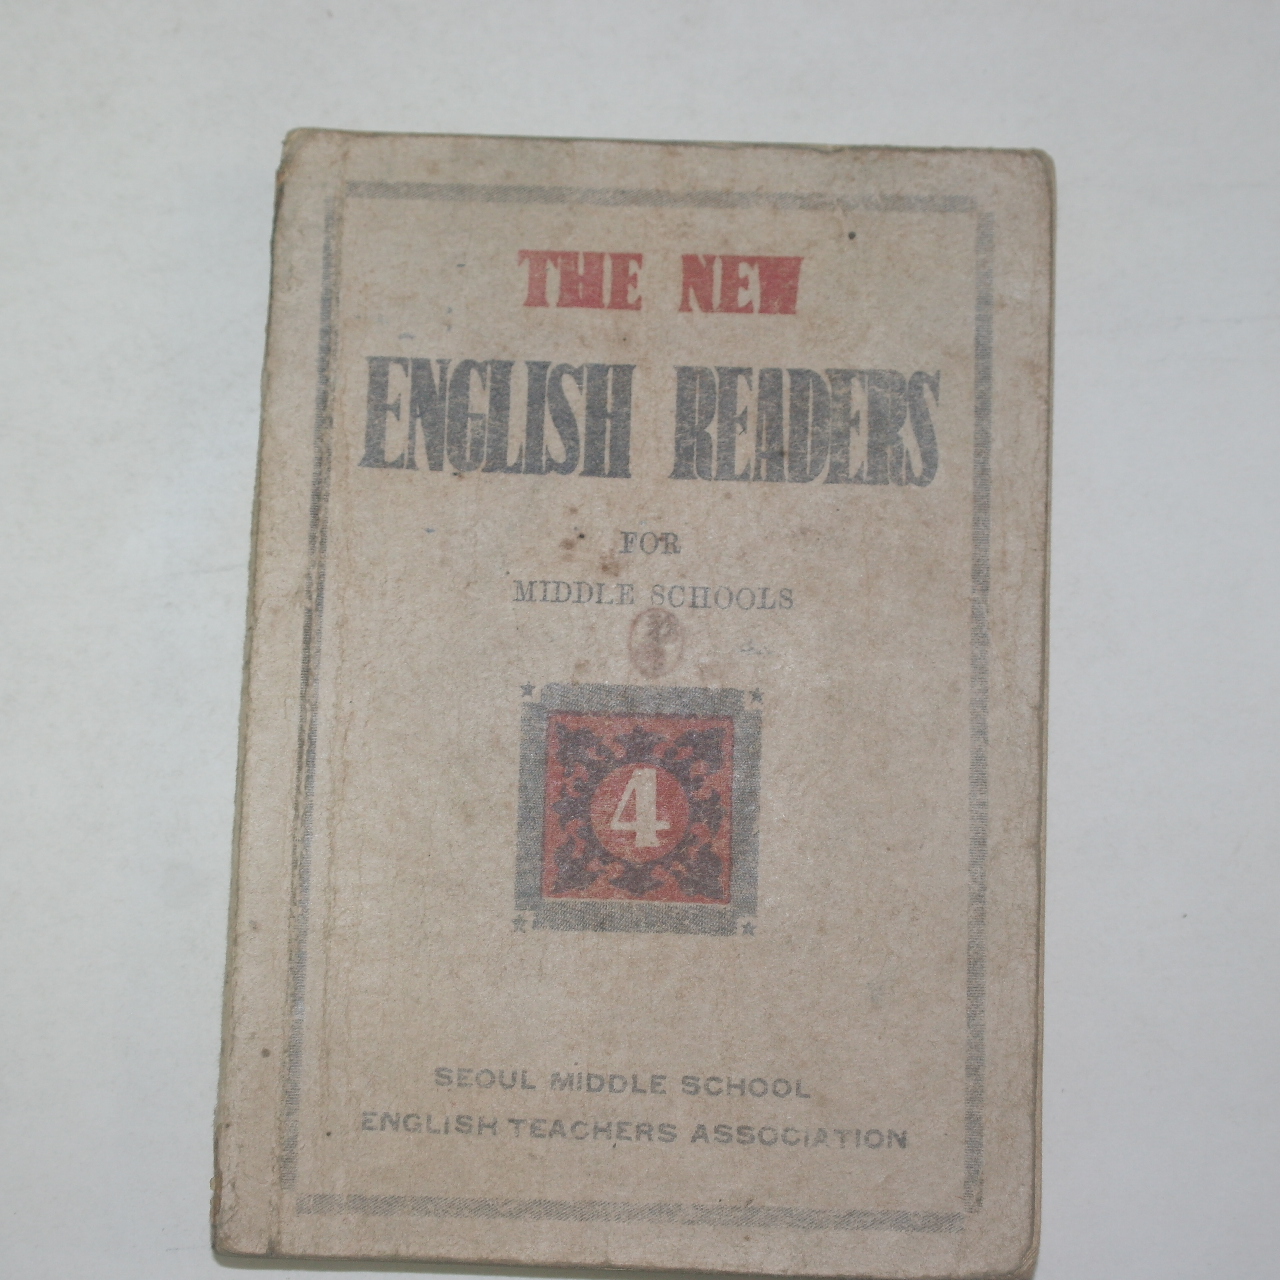 THE NEW
ENGLISH READERS
FOR
MIDDLE SCHOOLS
4
SEOUL MIDDLE SCHOOL
ENGLISH TEACHERS ASSOCIATION